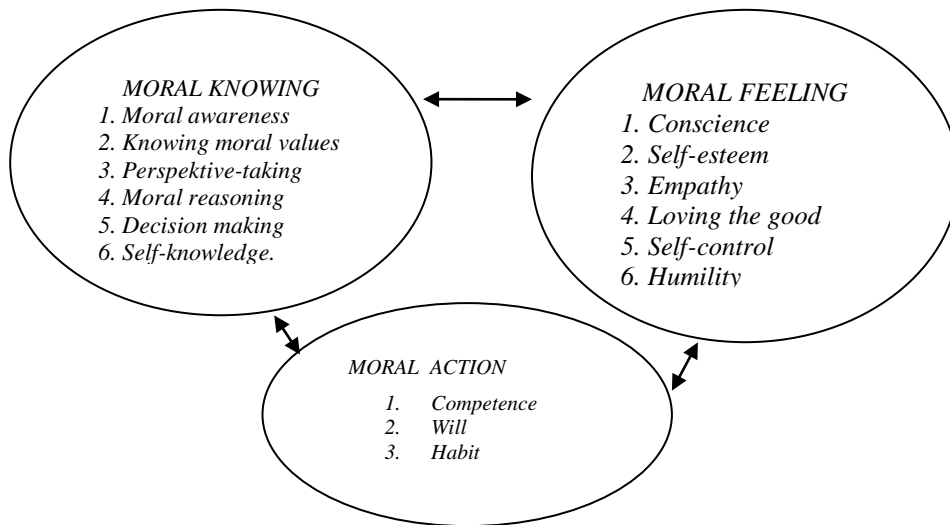 MORAL KNOWING
1. Moral awareness
2. Knowing moral values
3. Perspektive-taking
4. Moral reasoning
5. Decision making
6. Self-knowledge.
MORAL FEELING
1. Conscience
2. Self-esteem
3. Empathy
4. Loving the good
5. Self-control
6. Humility
MORAL ACTION
1. Competence
2. Will
3. Habit